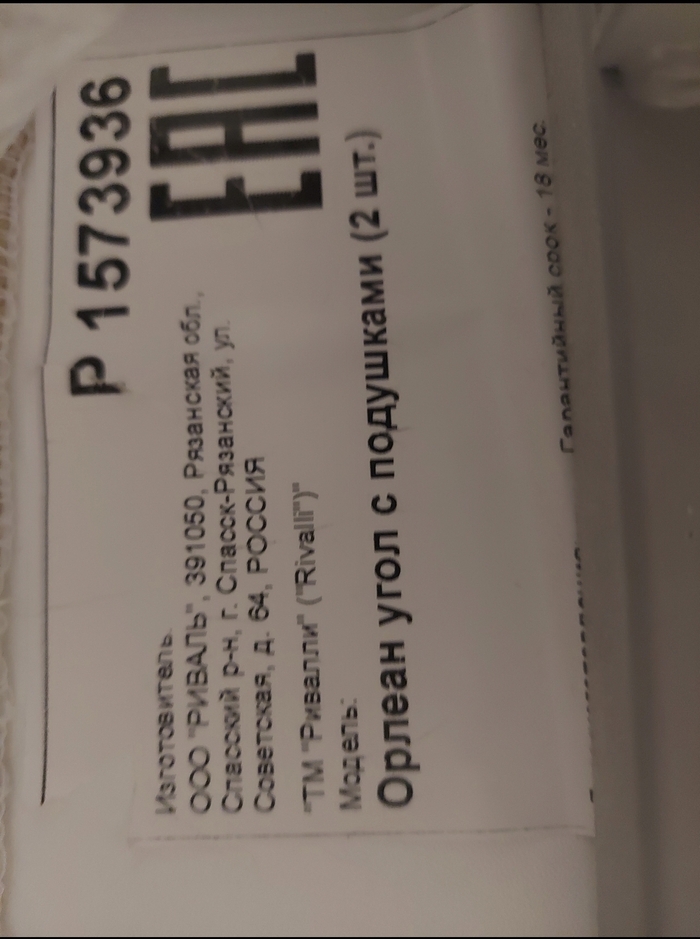 Р 1573936
EAC
Изготовитель:
ООО "РИВАЛЬ", 391050, Рязанская обл.,
Спасский р-н, г. Спасск-Рязанский, ул.
Советская, д. 64, РОССИЯ
"ТМ "Ривалли" ("Rivalli")"
Модель:
Орлеан угол с подушками (2 шт.)
Гарантийный срок - 18 мес.